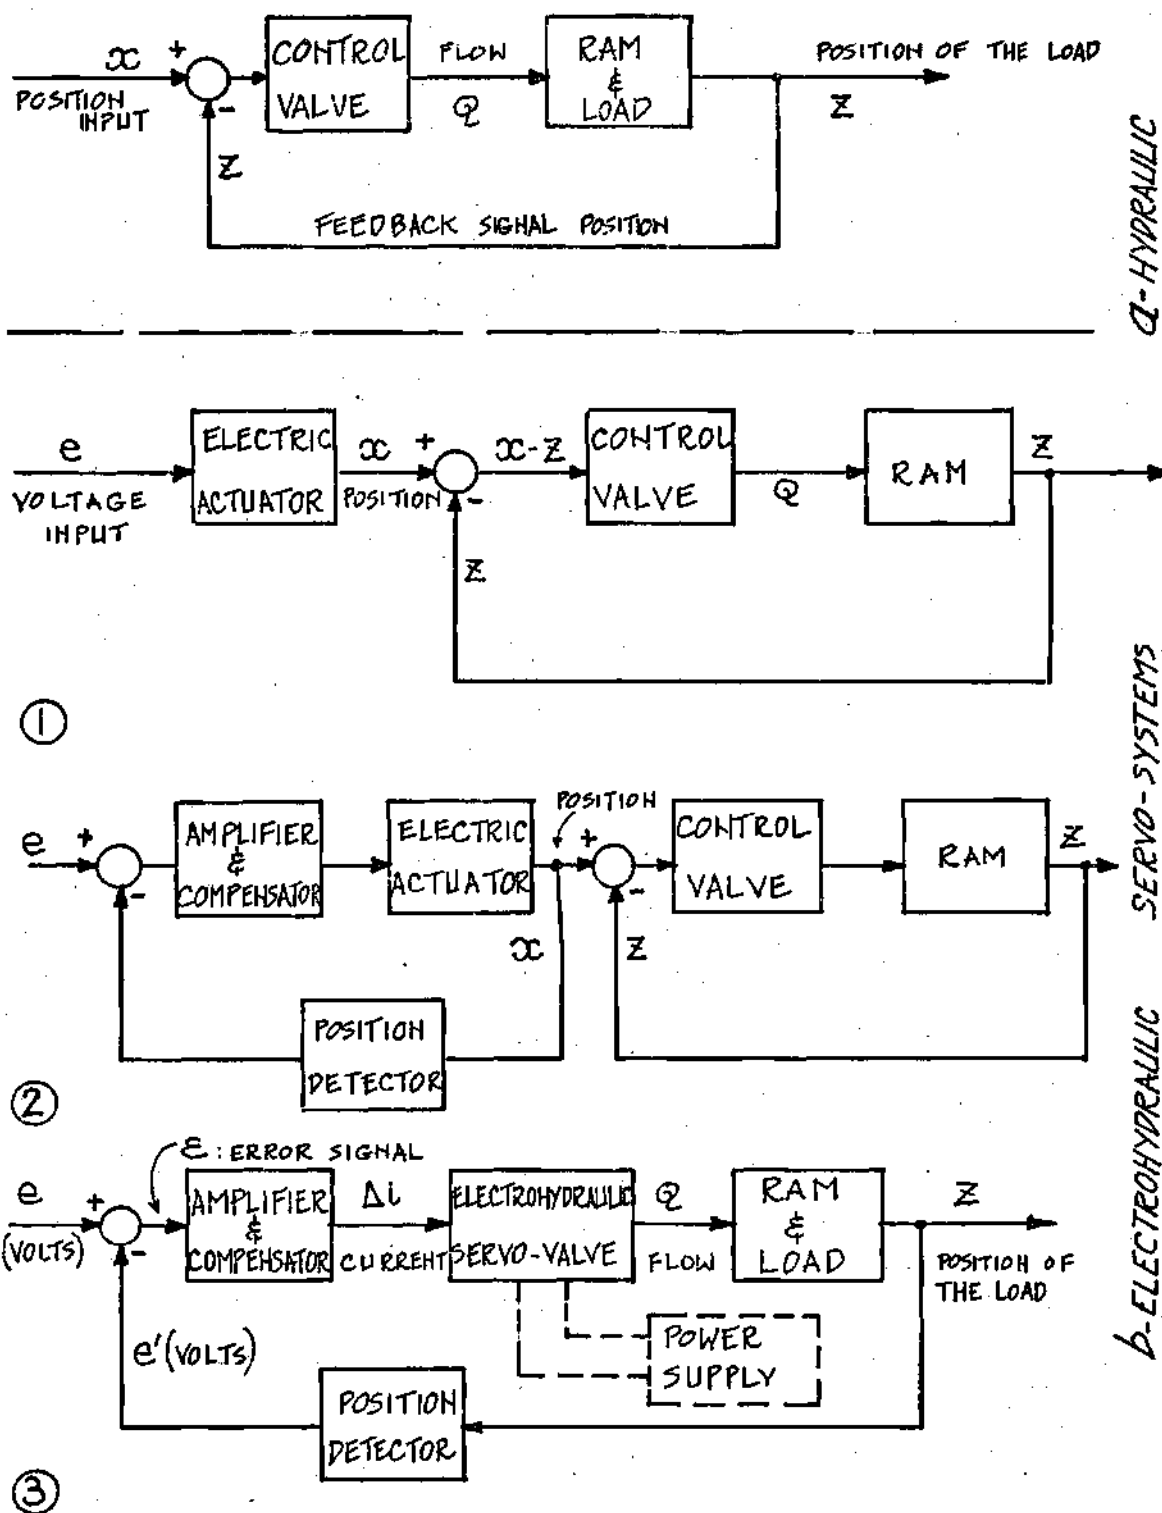 x
+
POSITION
INPUT
-
CONTROL
VALVE
FLOW
Q
RAM
&
LOAD
POSITION OF THE LOAD
Z
Z
FEEDBACK SIGNAL POSITION
a-HYDRAULIC
e
VOLTAGE
INPUT
ELECTRIC
ACTUATOR
x
POSITION
+
-
x-Z
CONTROL
VALVE
Q
RAM
Z
Z
1
e
+
-
AMPLIFIER
&
COMPENSATOR
ELECTRIC
ACTUATOR
POSITION
x
+
-
Z
CONTROL
VALVE
RAM
Z
POSITION
DETECTOR
2
ε: ERROR SIGNAL
e
(VOLTS)
+
-
AMPLIFIER
&
COMPENSATOR
Δi
CURRENT
ELECTROHYDRAULIC
SERVO-VALVE
Q
FLOW
RAM
&
LOAD
Z
POSITION OF
THE LOAD
POWER
SUPPLY
e'(VOLTS)
POSITION
DETECTOR
3
b-ELECTROHYDRAULIC SERVO-SYSTEMS